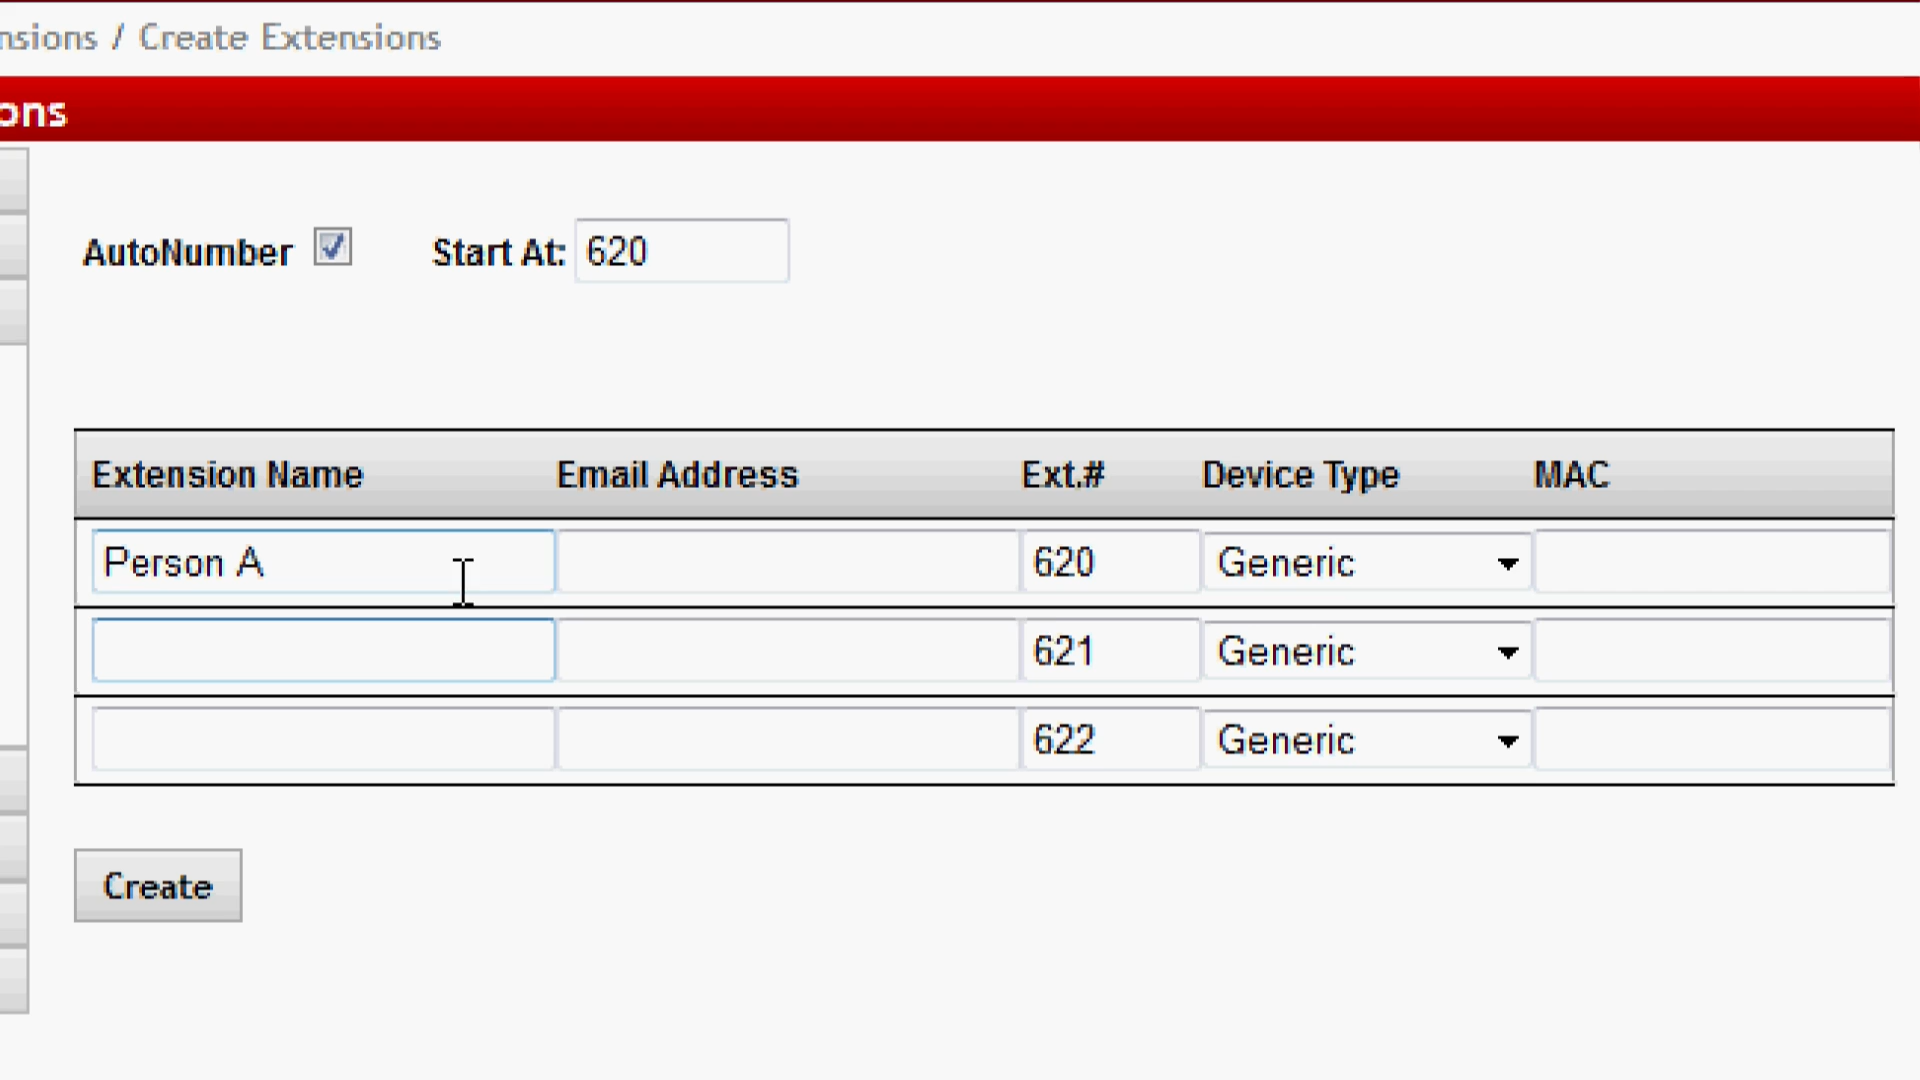 nsions / Create Extensions
ons
AutoNumber Start At: 620
Extension Name Email Address Ext.# Device Type MAC
Person A 620 Generic
621 Generic
622 Generic
Create